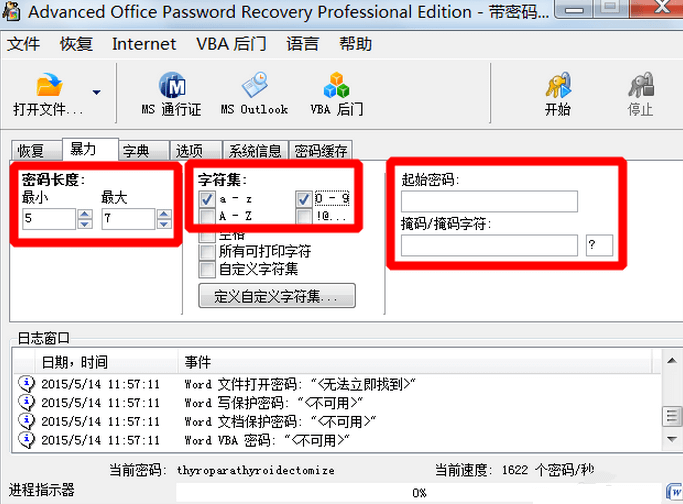 Advanced Office Password Recovery Professional Edition - 带密码...
文件 恢复 Internet VBA 后门 语言 帮助
打开文件... MS 通行证 MS Outlook VBA 后门 开始 停止
恢复 暴力 字典 选项 系统信息 密码缓存
密码长度:
最小 最大
5 7
字符集:
a - z 0 - 9
A - Z !@...
空格
所有可打印字符
自定义字符集
定义自定义字符集...
起始密码:
掩码/掩码字符:
?
日志窗口
日期, 时间 事件
2015/5/14 11:57:11 Word 文件打开密码: "<无法立即找到>"
2015/5/14 11:57:11 Word 写保护密码: "<不可用>"
2015/5/14 11:57:11 Word 文档保护密码: "<不可用>"
2015/5/14 11:57:11 Word VBA 密码: "<不可用>"
当前密码: thyroparathyroidectomize 当前速度: 1622 个密码/秒
进程指示器 0%